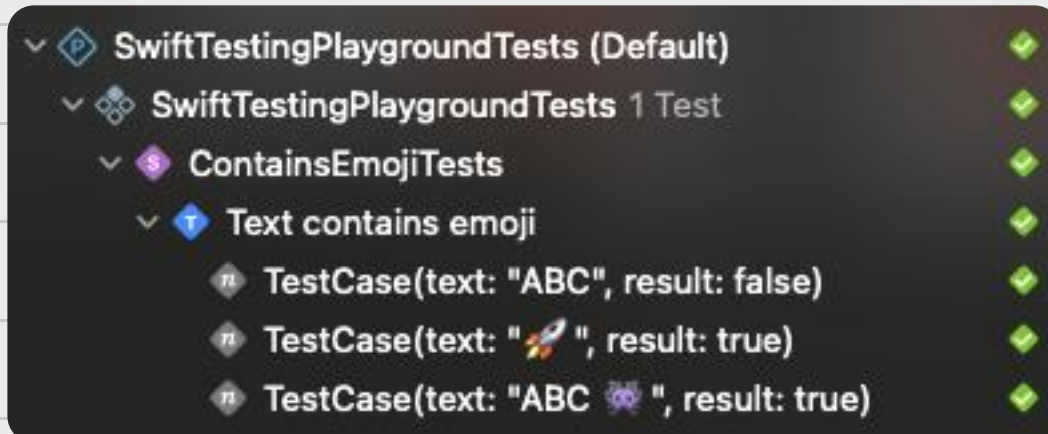 SwiftTestingPlaygroundTests (Default)
SwiftTestingPlaygroundTests 1 Test
ContainsEmojiTests
Text contains emoji
TestCase(text: "ABC", result: false)
TestCase(text: "🚀", result: true)
TestCase(text: "ABC 👾", result: true)